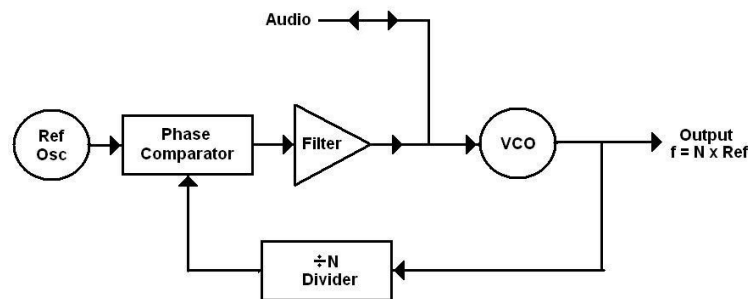 Audio
Ref
Osc
Phase
Comparator
Filter
VCO
Output
f = N x Ref
÷N
Divider